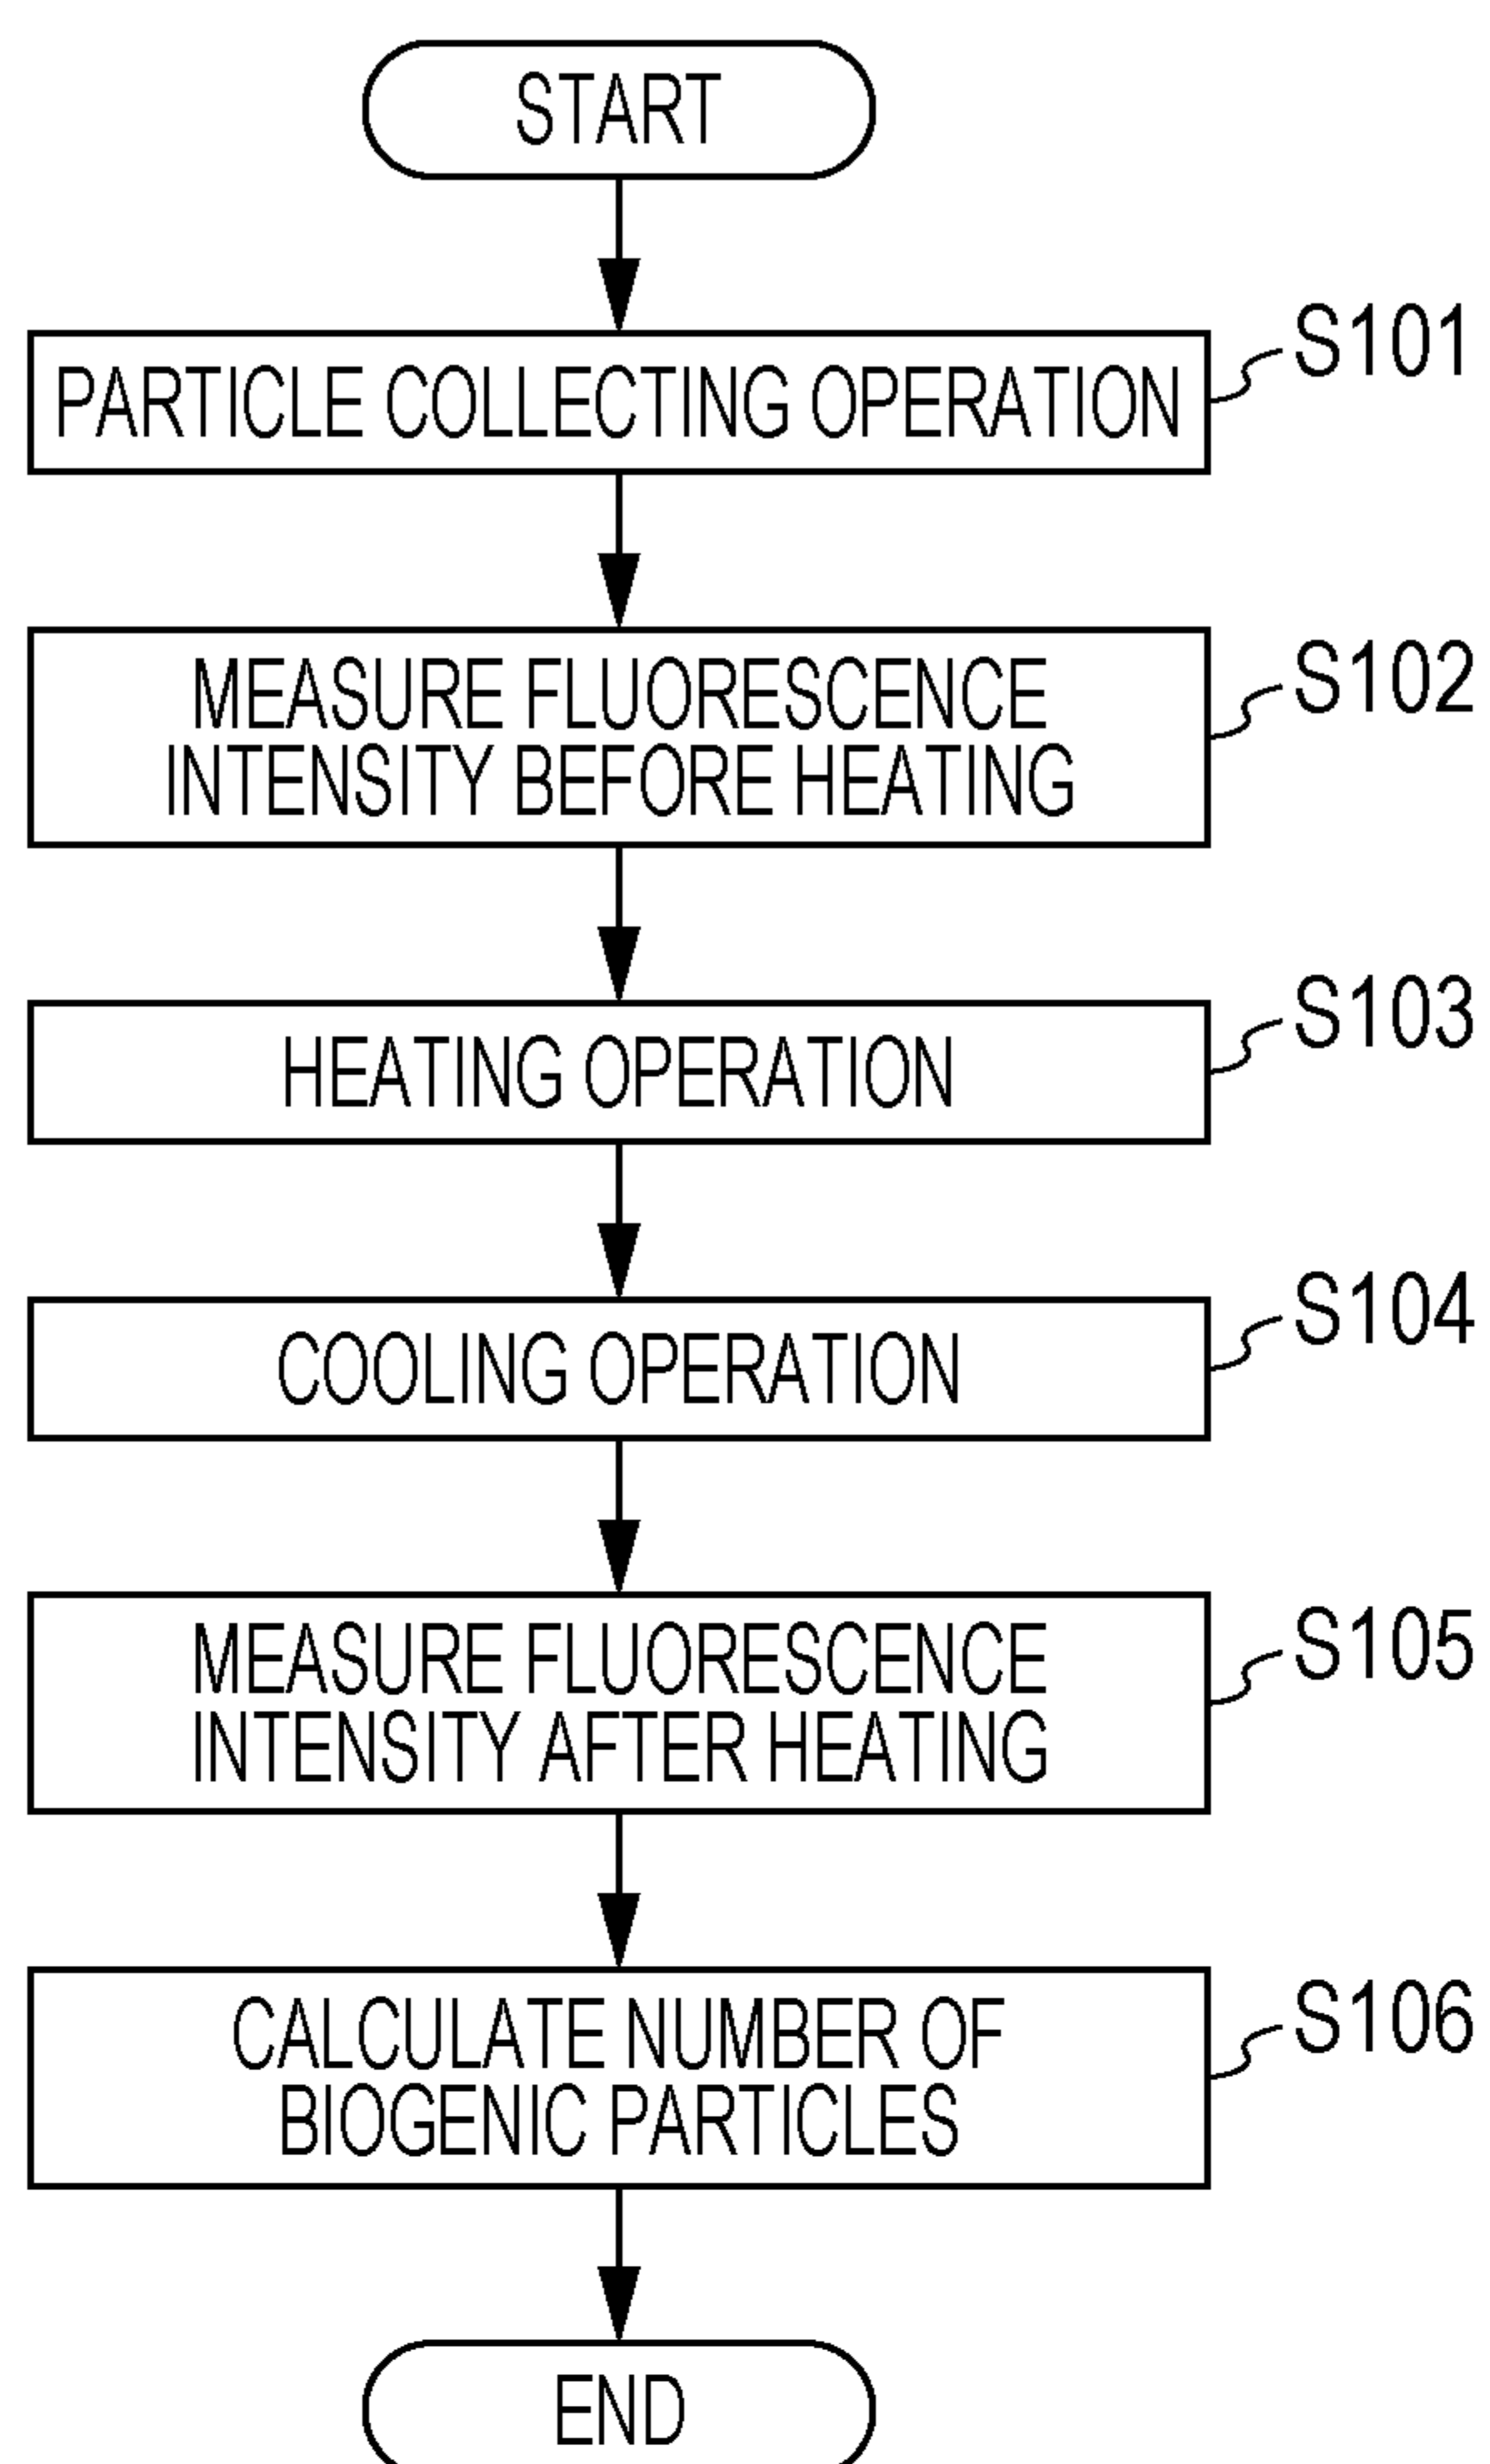 START
PARTICLE COLLECTING OPERATION
S101
MEASURE FLUORESCENCE
INTENSITY BEFORE HEATING
S102
HEATING OPERATION
S103
COOLING OPERATION
S104
MEASURE FLUORESCENCE
INTENSITY AFTER HEATING
S105
CALCULATE NUMBER OF
BIOGENIC PARTICLES
S106
END